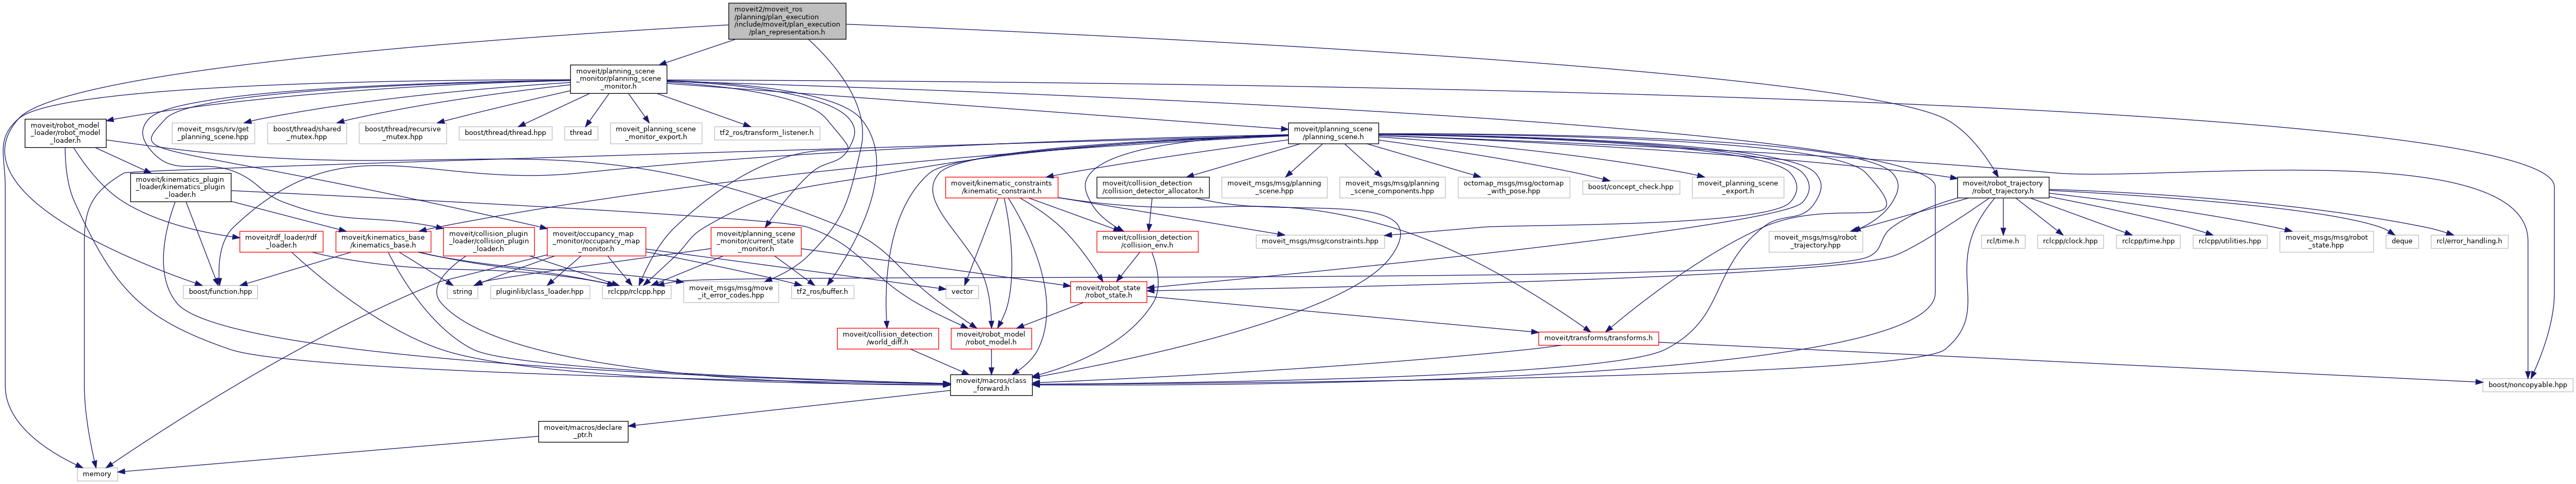 moveit2/moveit_ros
/planning/plan_execution
/include/moveit/plan_execution
/plan_representation.h
moveit/planning_scene
_monitor/planning_scene
_monitor.h
moveit/robot_model
_loader/robot_model
_loader.h
moveit_msgs/srv/get
_planning_scene.hpp
boost/thread/shared
_mutex.hpp
boost/thread/recursive
_mutex.hpp
boost/thread/thread.hpp
thread
moveit_planning_scene
_monitor_export.h
tf2_ros/transform_listener.h
moveit/planning_scene
/planning_scene.h
moveit/kinematics_plugin
_loader/kinematics_plugin
_loader.h
moveit/kinematic_constraints
/kinematic_constraint.h
moveit/collision_detection
/collision_detector_allocator.h
moveit_msgs/msg/planning
_scene.hpp
moveit_msgs/msg/planning
_scene_components.hpp
octomap_msgs/msg/octomap
_with_pose.hpp
boost/concept_check.hpp
moveit_planning_scene
_export.h
moveit/robot_trajectory
/robot_trajectory.h
moveit/rdf_loader/rdf
_loader.h
moveit/kinematics_base
/kinematics_base.h
moveit/collision_plugin
_loader/collision_plugin
_loader.h
moveit/occupancy_map
_monitor/occupancy_map
_monitor.h
moveit/planning_scene
_monitor/current_state
_monitor.h
moveit/collision_detection
/collision_env.h
moveit_msgs/msg/constraints.hpp
moveit_msgs/msg/robot
_trajectory.hpp
rcl/time.h
rclcpp/clock.hpp
rclcpp/time.hpp
rclcpp/utilities.hpp
moveit_msgs/msg/robot
_state.hpp
deque
rcl/error_handling.h
boost/function.hpp
string
pluginlib/class_loader.hpp
rclcpp/rclcpp.hpp
moveit_msgs/msg/move
_it_error_codes.hpp
tf2_ros/buffer.h
vector
moveit/robot_state
/robot_state.h
moveit/collision_detection
/world_diff.h
moveit/robot_model
/robot_model.h
moveit/transforms/transforms.h
moveit/macros/class
_forward.h
boost/noncopyable.hpp
moveit/macros/declare
_ptr.h
memory